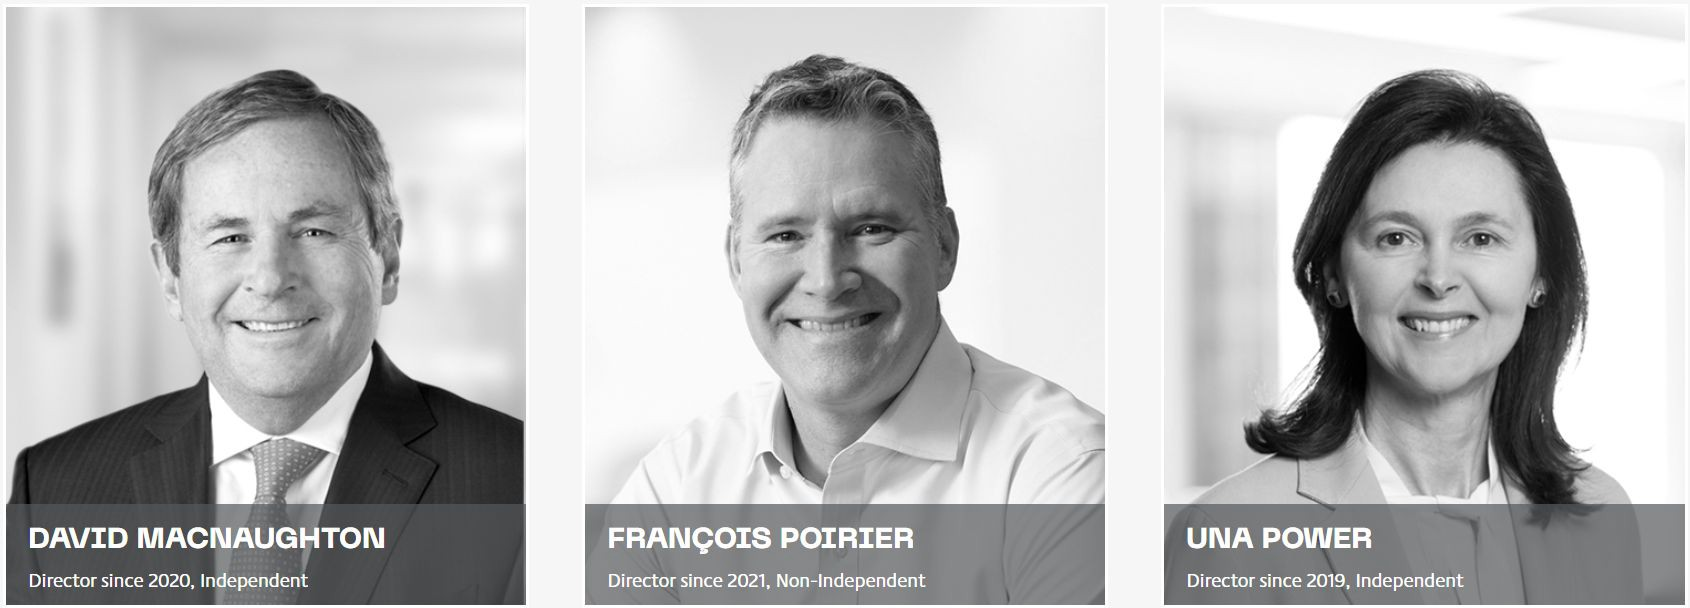 DAVID MACNAUGHTON
Director since 2020, Independent
FRANÇOIS POIRIER
Director since 2021, Non-Independent
UNA POWER
Director since 2019, Independent